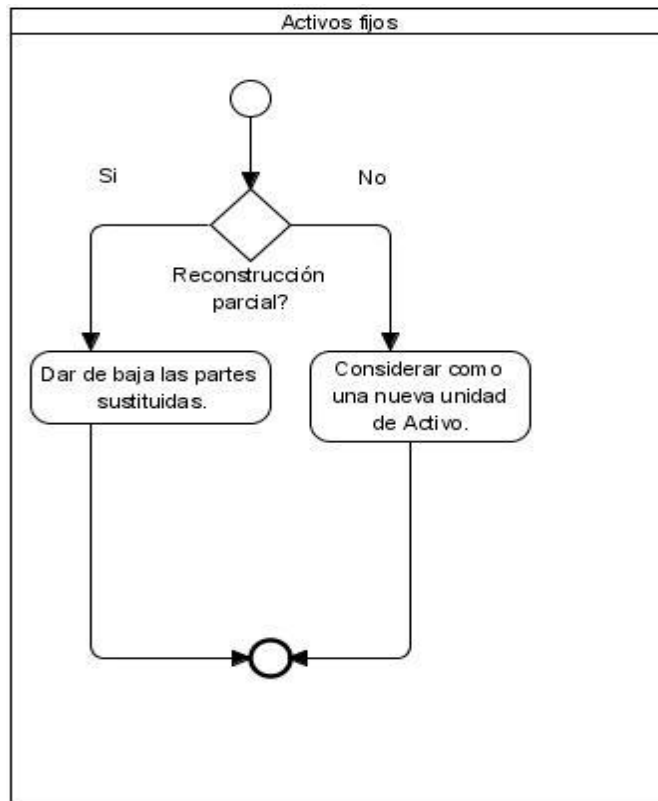 Activos fijos
Si
No
Reconstrucción
parcial?
Dar de baja las partes
sustituidas.
Considerar como
una nueva unidad
de Activo.